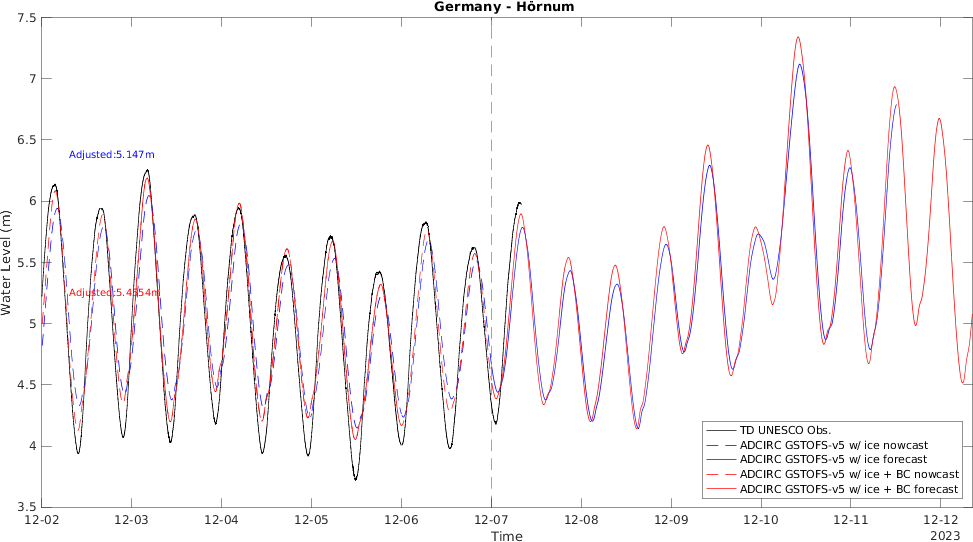 Germany - Hörnum
7.5
7
6.5
6
5.5
5
4.5
4
3.5
Water Level (m)
Adjusted:5.147m
Adjusted:5.4554m
TD UNESCO Obs.
ADCIRC GSTOFS-v5 w/ ice nowcast
ADCIRC GSTOFS-v5 w/ ice forecast
ADCIRC GSTOFS-v5 w/ ice + BC nowcast
ADCIRC GSTOFS-v5 w/ ice + BC forecast
12-02 12-03 12-04 12-05 12-06 12-07 12-08 12-09 12-10 12-11 12-12
Time
2023